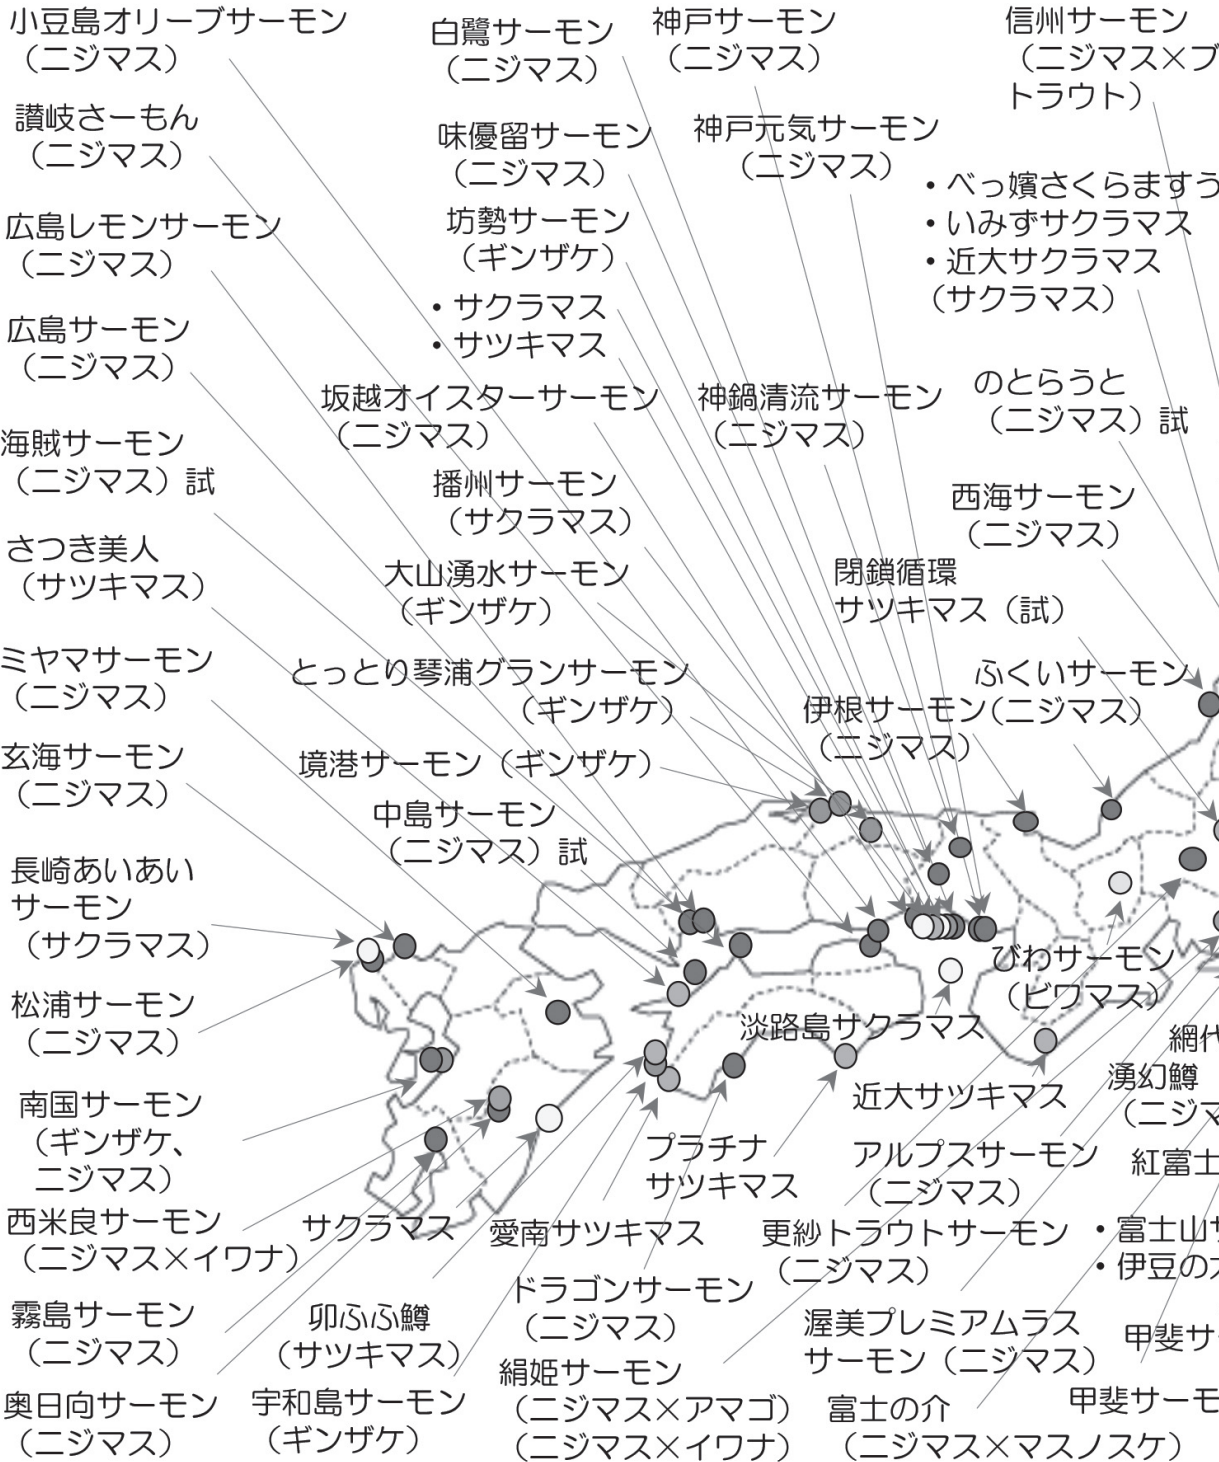 小豆島オリーブサーモン
（ニジマス）
讃岐さーもん
（ニジマス）
広島レモンサーモン
（ニジマス）
広島サーモン
（ニジマス）
海賊サーモン
（ニジマス）試
さつき美人
（サツキマス）
ミヤマサーモン
（ニジマス）
玄海サーモン
（ニジマス）
長崎あいあい
サーモン
（サクラマス）
松浦サーモン
（ニジマス）
南国サーモン
（ギンザケ、
ニジマス）
西米良サーモン
（ニジマス×イワナ）
霧島サーモン
（ニジマス）
奥日向サーモン
（ニジマス）
白鷺サーモン
（ニジマス）
味優留サーモン
（ニジマス）
坊勢サーモン
（ギンザケ）
・サクラマス
・サツキマス
坂越オイスターサーモン
（ニジマス）
播州サーモン
（サクラマス）
大山湧水サーモン
（ギンザケ）
とっとり琴浦グランサーモン
（ギンザケ）
境港サーモン（ギンザケ）
中島サーモン
（ニジマス）試
神戸サーモン
（ニジマス）
神戸元気サーモン
（ニジマス）
神鍋清流サーモン
（ニジマス）
信州サーモン
（ニジマス×ブ
トラウト）
・べっ嬪さくらますう
・いみずサクラマス
・近大サクラマス
（サクラマス）
のとらうと
（ニジマス）試
西海サーモン
（ニジマス）
閉鎖循環
サツキマス（試）
ふくいサーモン
（ニジマス）
伊根サーモン
（ニジマス）
びわサーモン
（ビワマス）
淡路島サクラマス
近大サツキマス
網代
湧幻鱒
（ニジマ
プラチナ
サツキマス
アルプスサーモン
（ニジマス）
紅富士
サクラマス
愛南サツキマス
更紗トラウトサーモン
（ニジマス）
・富士山サ
・伊豆の
ドラゴンサーモン
（ニジマス）
卯ふふ鱒
（サツキマス）
渥美プレミアムラス
サーモン（ニジマス）
甲斐サ
絹姫サーモン
（ニジマス×アマゴ）
（ニジマス×イワナ）
宇和島サーモン
（ギンザケ）
富士の介
（ニジマス×マスノスケ）
甲斐サーモ